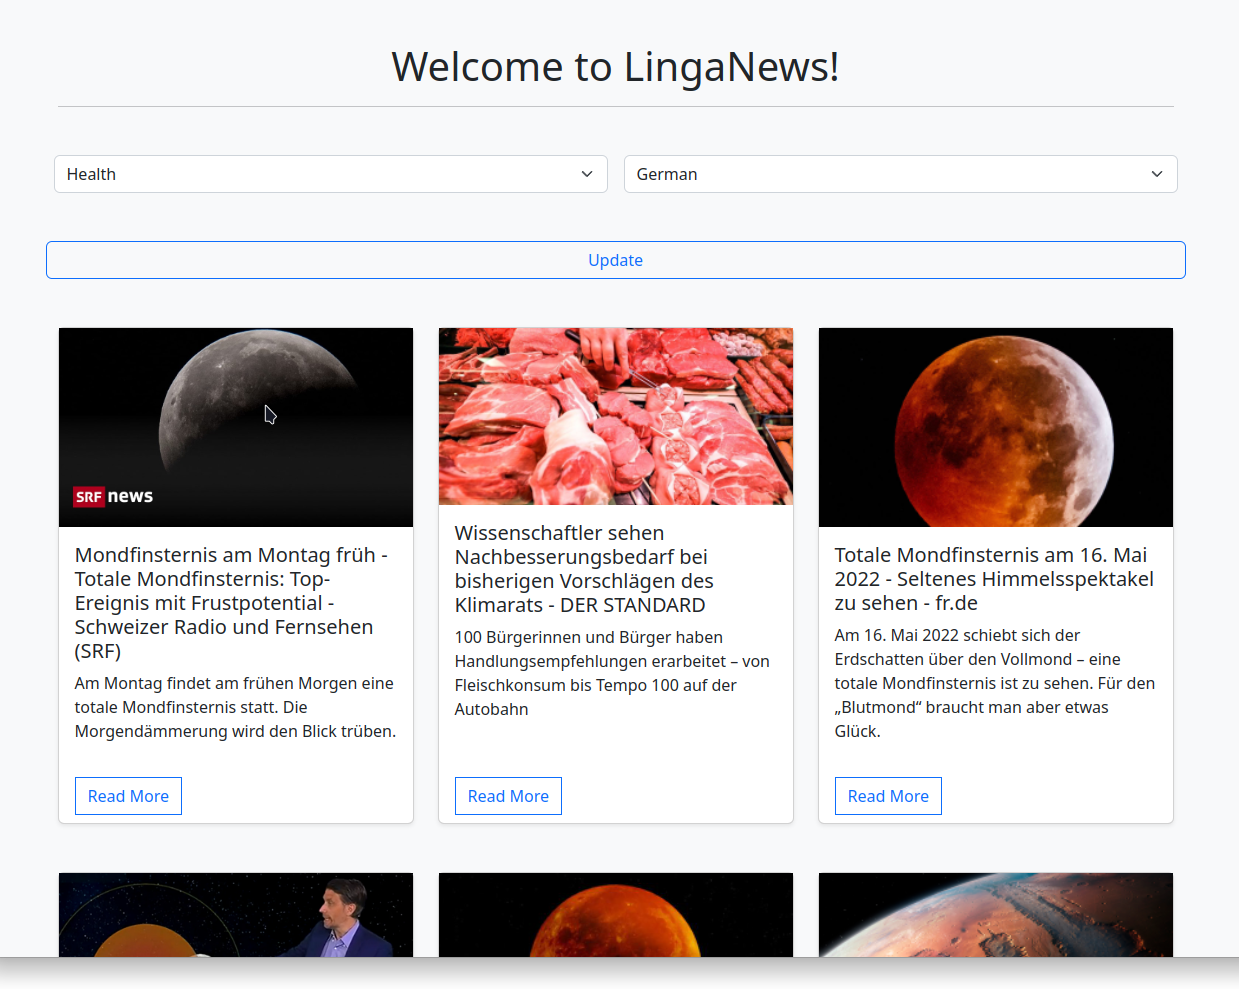 Welcome to LingaNews!
Health
German
Update
SRF news
Mondfinsternis am Montag früh -
Totale Mondfinsternis: Top-
Ereignis mit Frustpotential -
Schweizer Radio und Fernsehen
(SRF)
Am Montag findet am frühen Morgen eine
totale Mondfinsternis statt. Die
Morgendämmerung wird den Blick trüben.
Read More
Wissenschaftler sehen
Nachbesserungsbedarf bei
bisherigen Vorschlägen des
Klimarats - DER STANDARD
100 Bürgerinnen und Bürger haben
Handlungsempfehlungen erarbeitet – von
Fleischkonsum bis Tempo 100 auf der
Autobahn
Read More
Totale Mondfinsternis am 16. Mai
2022 - Seltenes Himmelsspektakel
zu sehen - fr.de
Am 16. Mai 2022 schiebt sich der
Erdschatten über den Vollmond – eine
totale Mondfinsternis ist zu sehen. Für den
„Blutmond“ braucht man aber etwas
Glück.
Read More